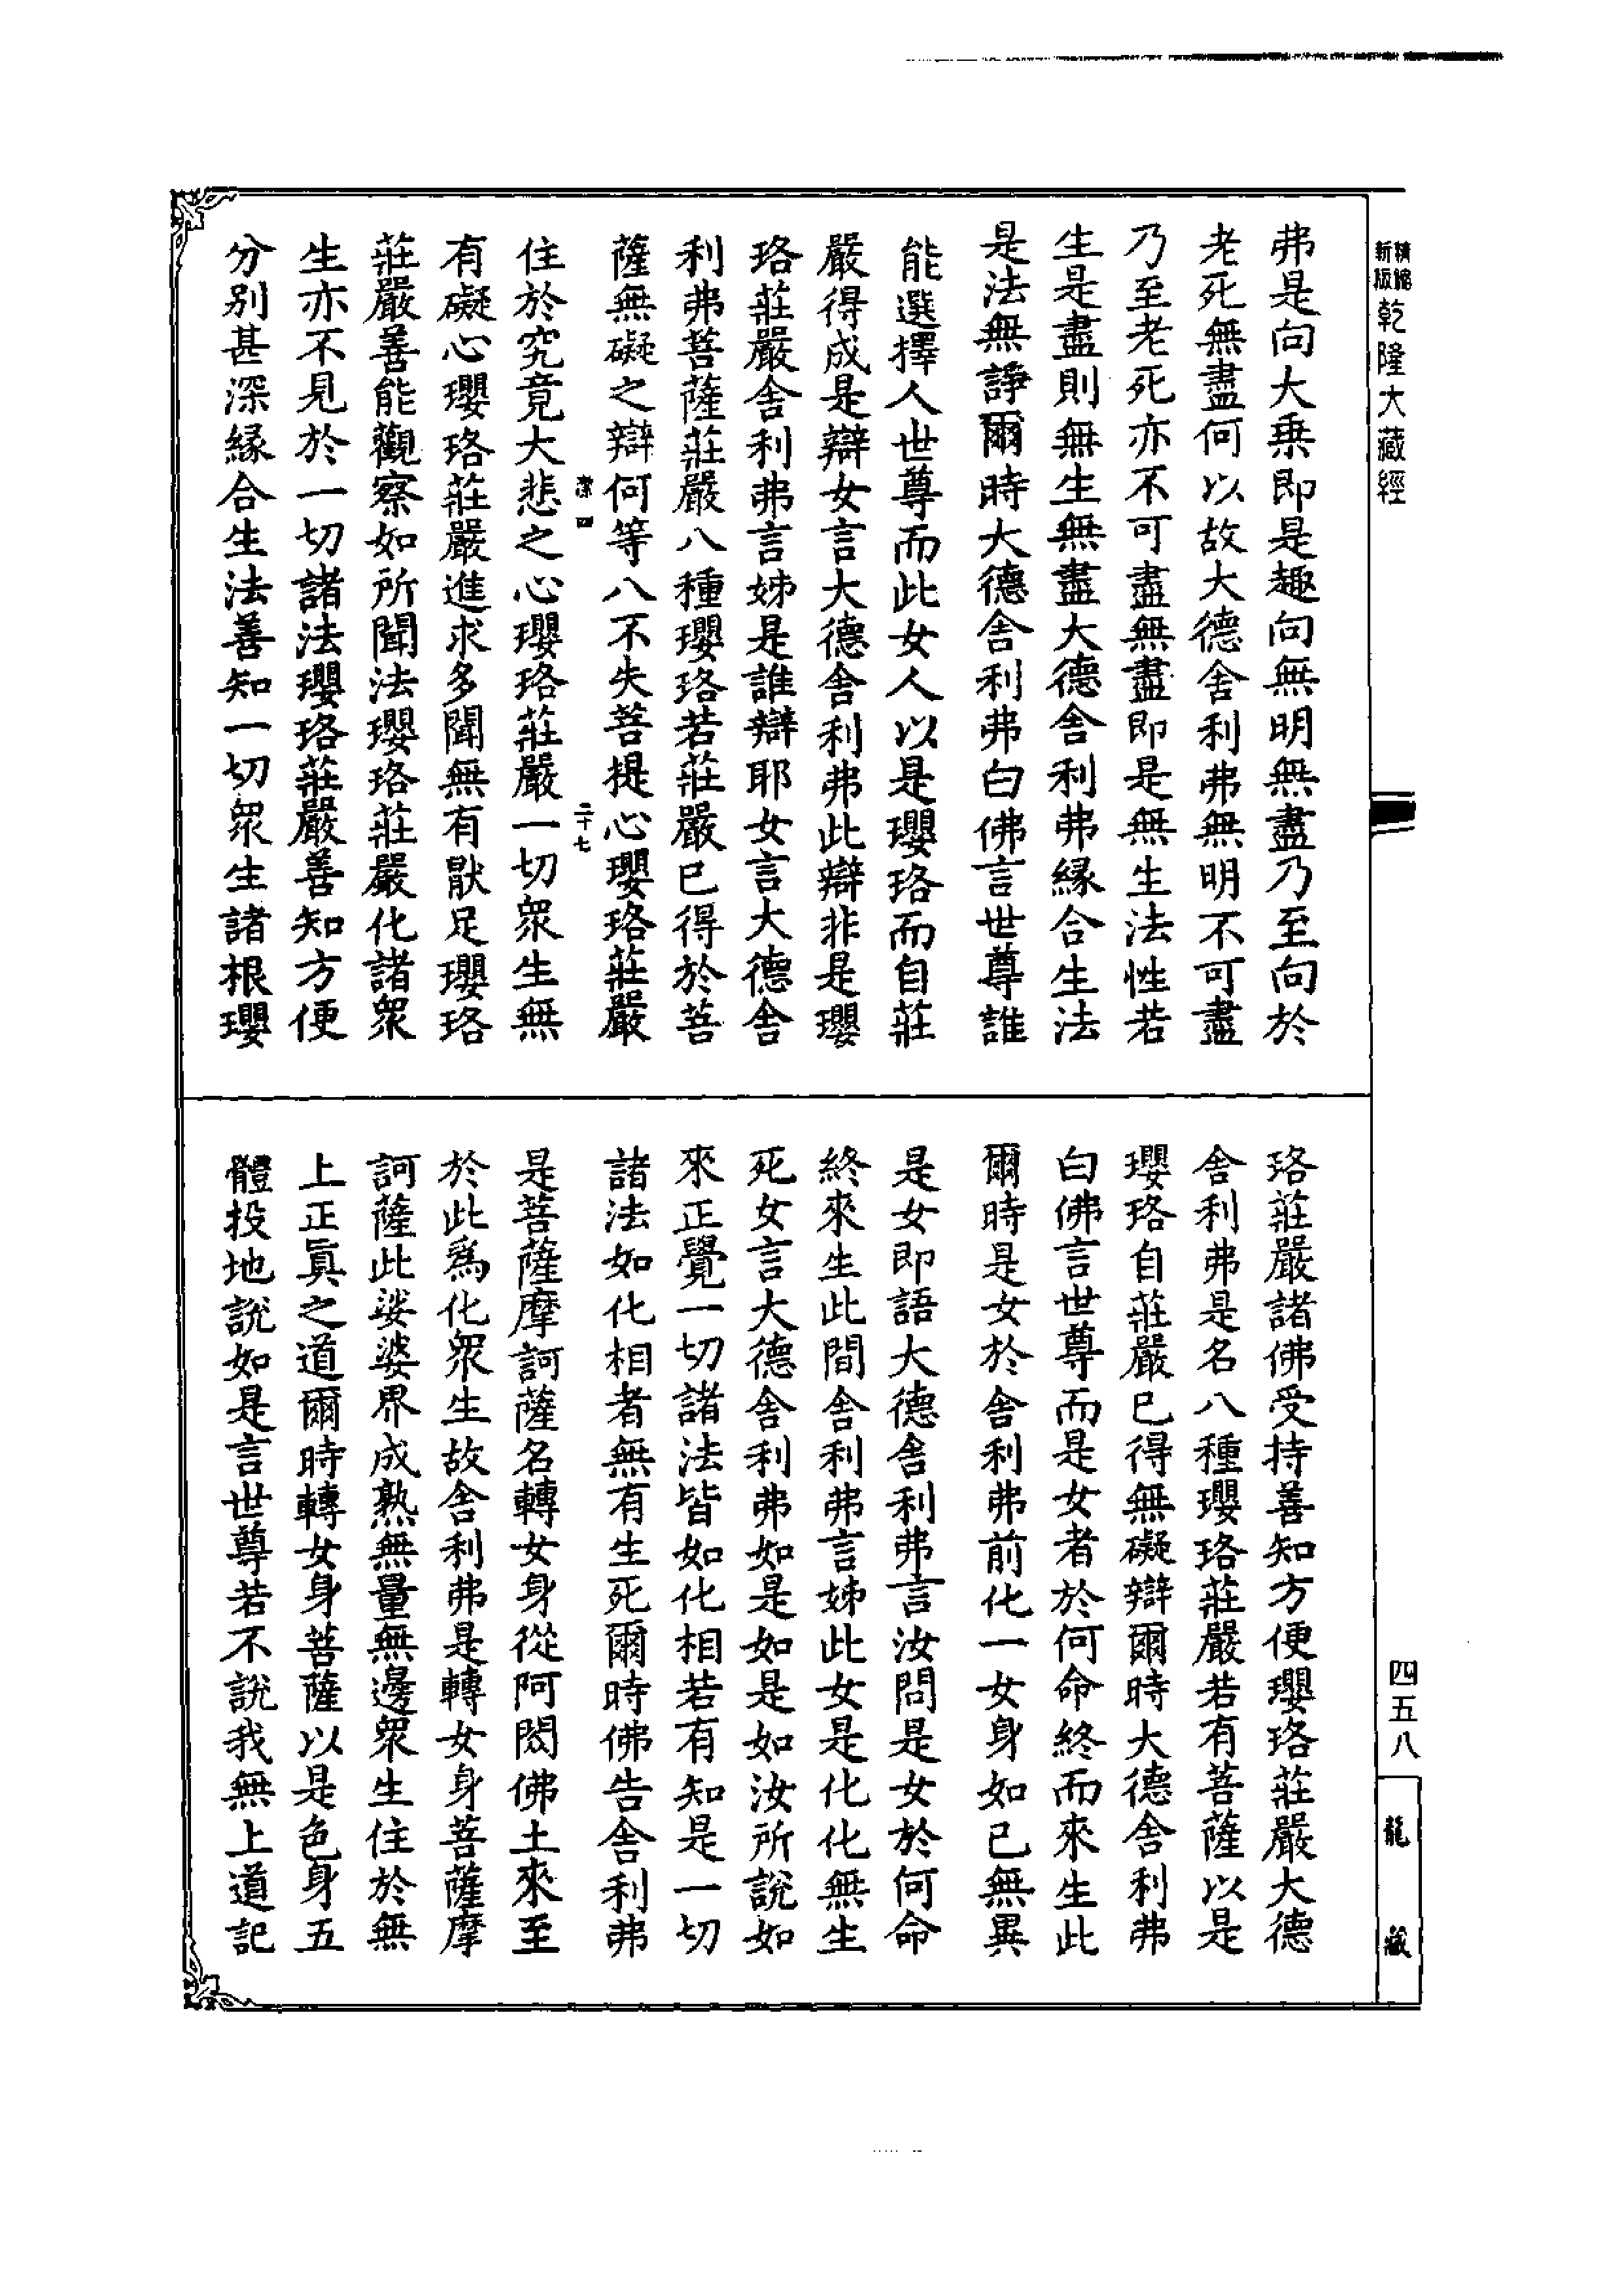 精縮新版乾隆大藏經
弗是向大乗即是趣向無明無盡乃至向於
老死無盡何以故大德舍利弗無明不可盡
乃至老死亦不可盡無盡即是無生法性若
生是盡則無生無盡大德舍利弗縁合生法
是法無諍爾時大德舍利弗白佛言世尊誰
能選擇人世尊而此女人以是瓔珞而自莊
嚴得成是辯女言大德舍利弗此辯非是瓔
珞莊嚴舍利弗言姊是誰辯耶女言大德舍
利弗菩薩莊嚴八種瓔珞若莊嚴已得於菩
薩無礙之辯何等八不失菩提心瓔珞莊嚴
二十七
住於究竟大悲之心瓔珞莊嚴一切衆生無
有礙心瓔珞莊嚴進求多聞無有猒足瓔珞
莊嚴善能觀察如所聞法瓔珞莊嚴化諸衆
生亦不見於一切諸法瓔珞莊嚴善知方便
分别甚深縁合生法善知一切衆生諸根瓔
珞莊嚴諸佛受持善知方便瓔珞莊嚴大德
舍利弗是名八種瓔珞莊嚴若有菩薩以是
瓔珞自莊嚴已得無礙辯爾時大德舍利弗
白佛言世尊而是女者於何命終而來生此
爾時是女於舍利弗前化一女身如已無異
是女即語大德舍利弗言汝問是女於何命
終來生此間舍利弗言姊此女是化化無生
死女言大德舍利弗如是如是如汝所說如
來正覺一切諸法皆如化相若有知是一切
諸法如化相者無有生死爾時佛告舍利弗
是菩薩摩訶薩名轉女身從阿閦佛土來至
於此爲化衆生故舍利弗是轉女身菩薩摩
訶薩此娑婆界成熟無量無邊衆生住於無
上正眞之道爾時轉女身菩薩以是色身五
體投地說如是言世尊若不說我無上道記
四五八
龍藏